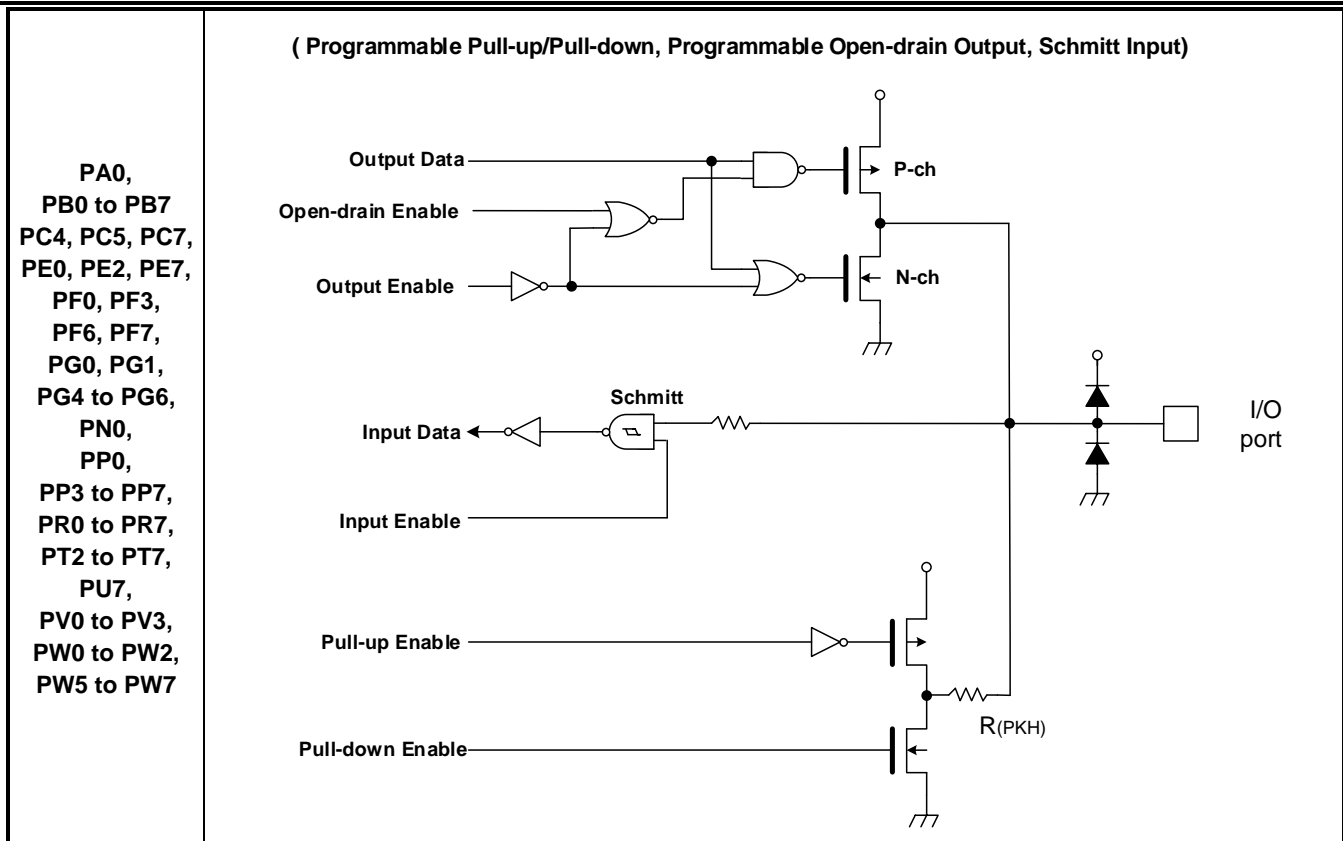 ( Programmable Pull-up/Pull-down, Programmable Open-drain Output, Schmitt Input)
PA0,
PB0 to PB7
PC4, PC5, PC7,
PE0, PE2, PE7,
PF0, PF3,
PF6, PF7,
PG0, PG1,
PG4 to PG6,
PN0,
PP0,
PP3 to PP7,
PR0 to PR7,
PT2 to PT7,
PU7,
PV0 to PV3,
PW0 to PW2,
PW5 to PW7
Output Data
P-ch
Open-drain Enable
Output Enable
N-ch
Schmitt
Input Data
I/O
port
Input Enable
Pull-up Enable
R(PKH)
Pull-down Enable